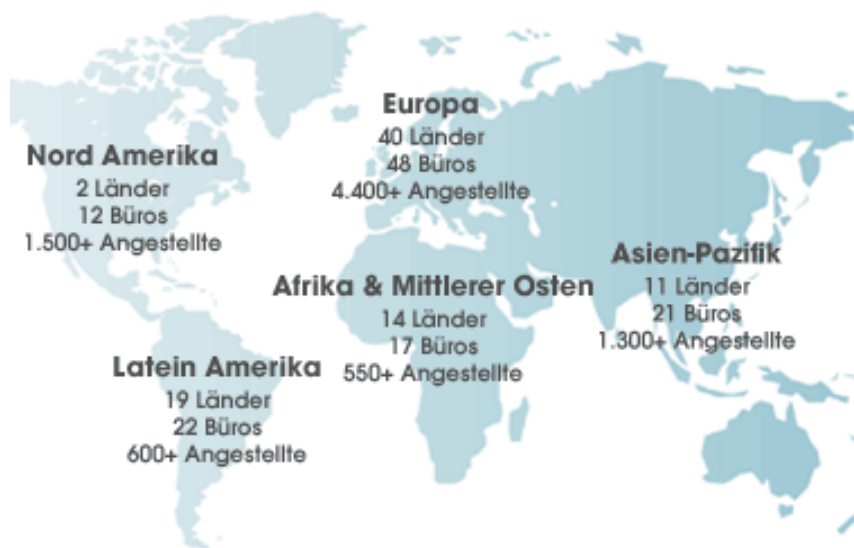 Europa
40 Länder
48 Büros
4.400+ Angestellte
Nord Amerika
2 Länder
12 Büros
1.500+ Angestellte
Asien-Pazifik
11 Länder
21 Büros
1.300+ Angestellte
Afrika & Mittlerer Osten
14 Länder
17 Büros
550+ Angestellte
Latein Amerika
19 Länder
22 Büros
600+ Angestellte